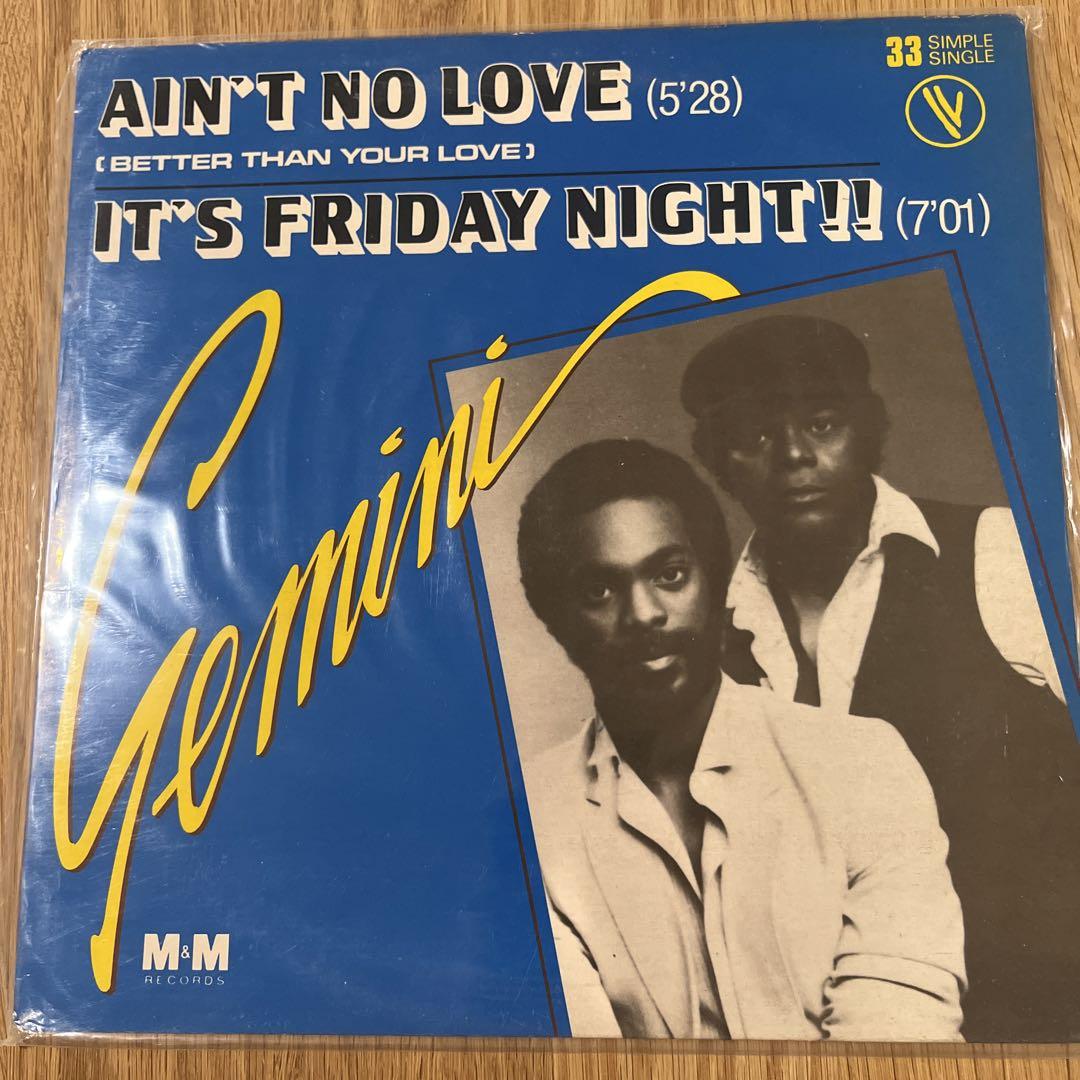 33 SIMPLE
SINGLE
AIN'T NO LOVE (5'28)
(BETTER THAN YOUR LOVE)
IT'S FRIDAY NIGHT!! (7'01)
Gemini
M&M
RECORDS